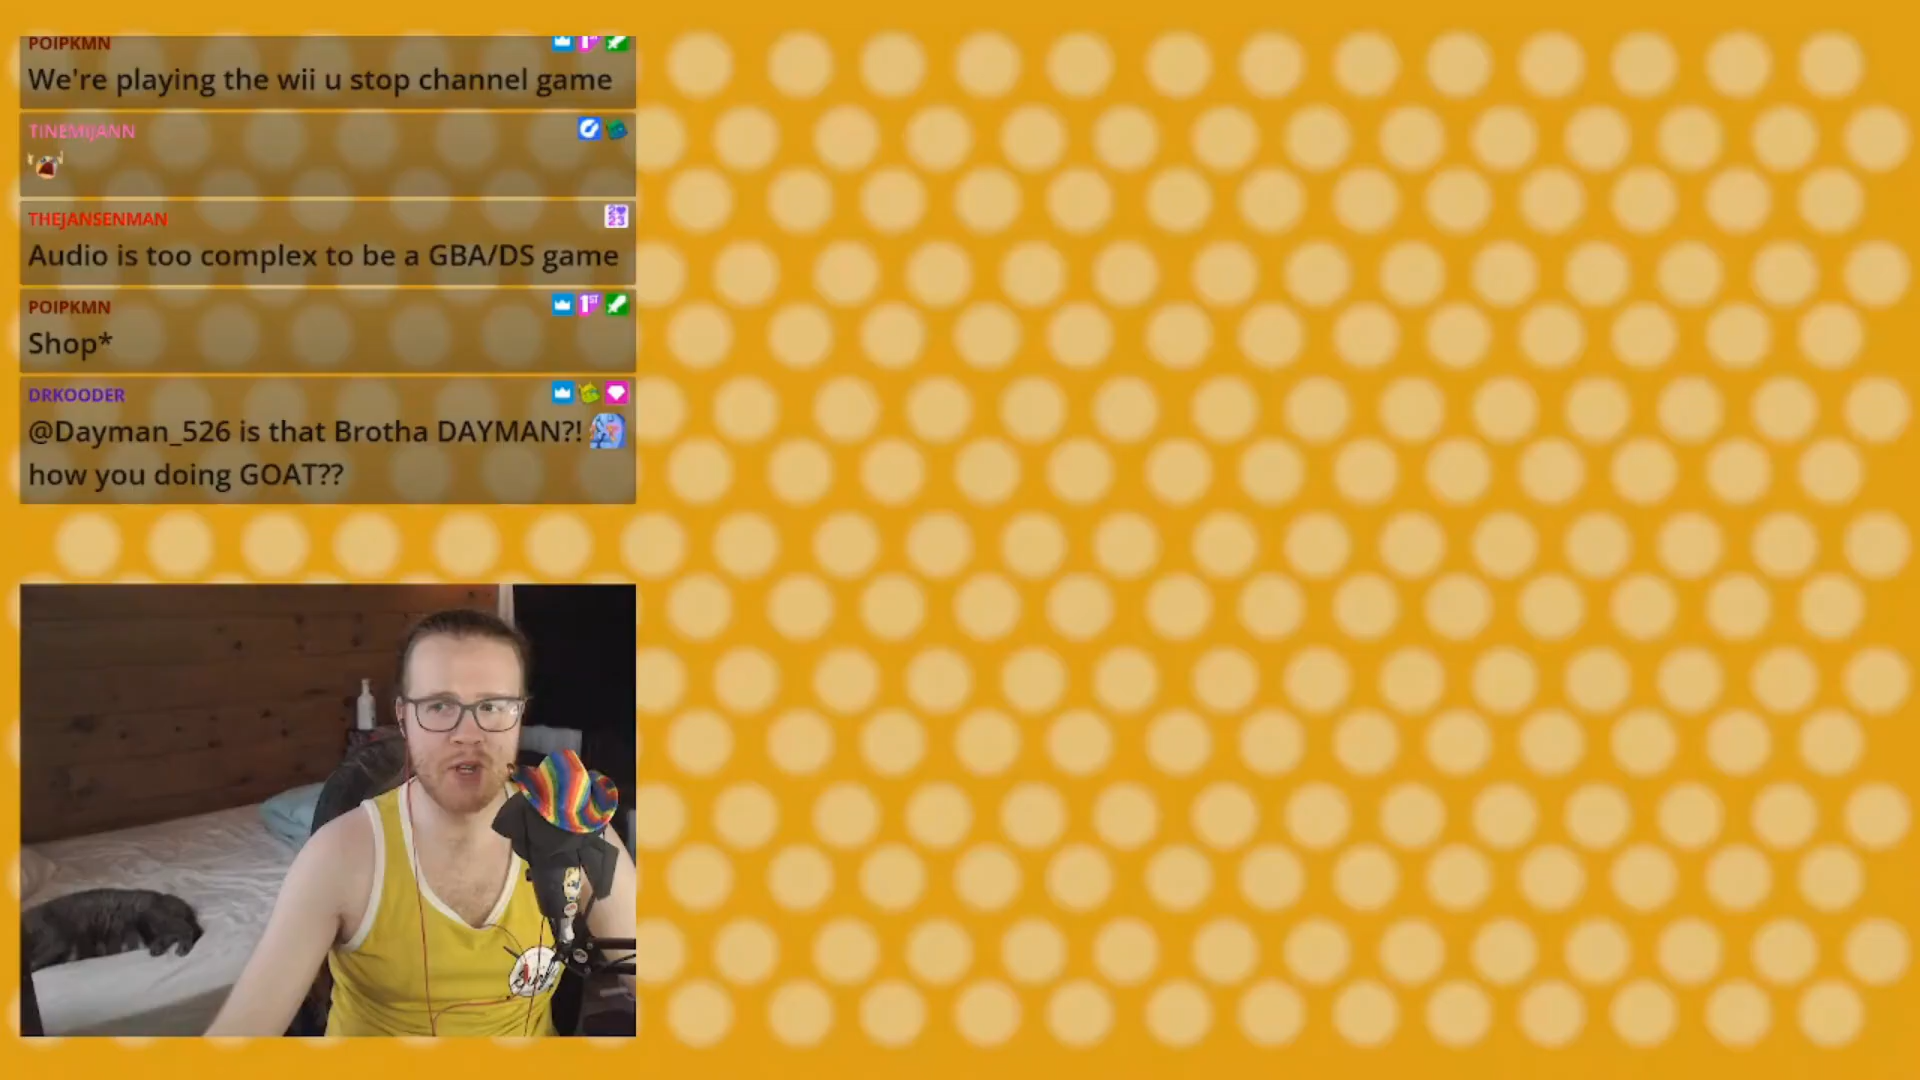 POIPKMN
We're playing the wii u stop channel game
TINEMIJANN
THEJANSENMAN
Audio is too complex to be a GBA/DS game
POIPKMN
1ST
Shop*
DRKOODER
@Dayman_526 is that Brotha DAYMAN?!
how you doing GOAT??